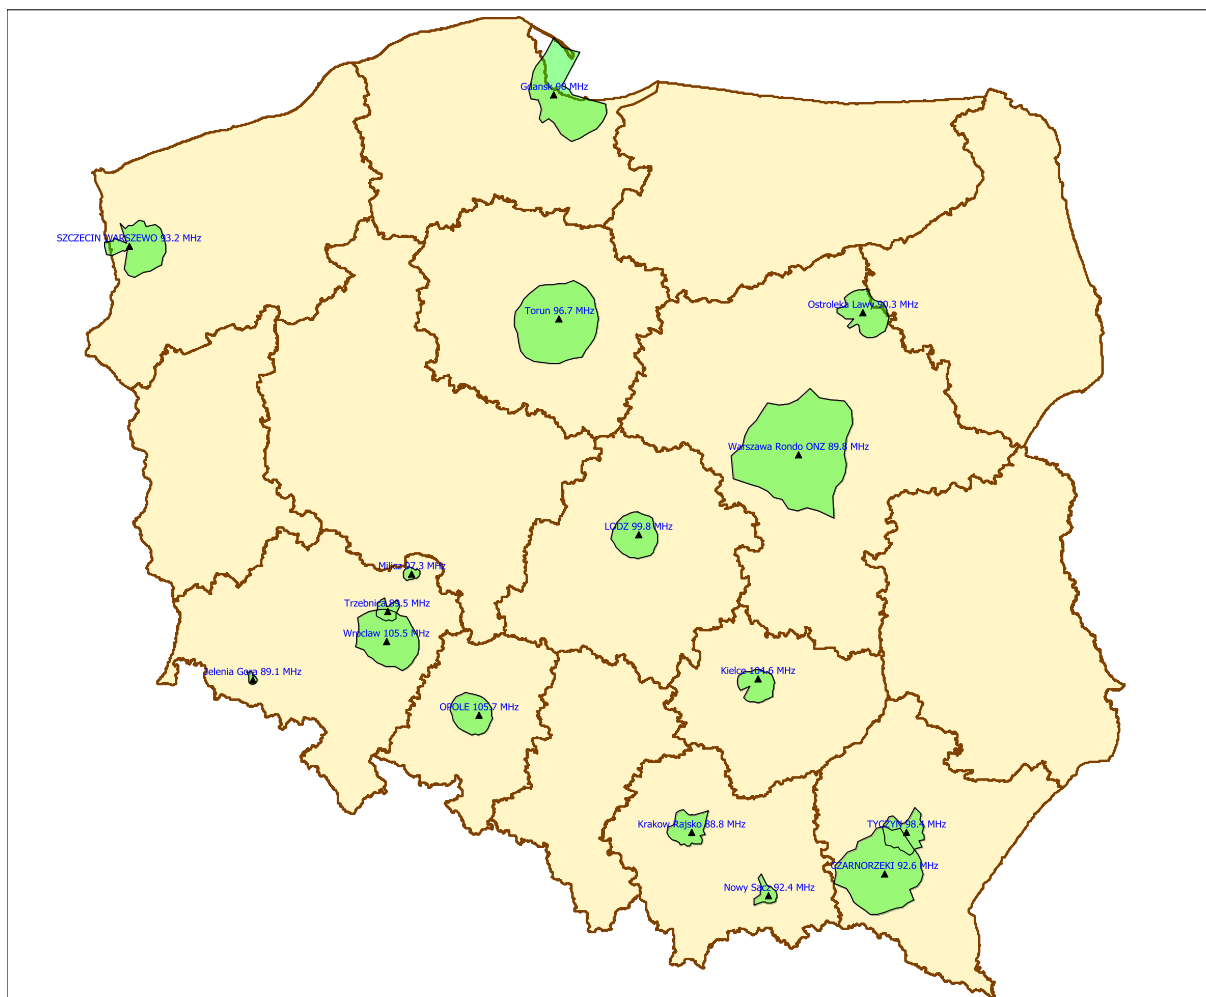 Gdansk 90 MHz
SZCZECIN WARSZEWO 93.2 MHz
Torun 96.7 MHz
Ostroleka Lawy 90.3 MHz
Warszawa Rondo ONZ 89.8 MHz
LODZ 99.8 MHz
Milicz 97.3 MHz
Trzebnica 89.5 MHz
Wroclaw 105.5 MHz
Jelenia Gora 89.1 MHz
Kielce 104.6 MHz
OPOLE 105.7 MHz
Krakow Rajsko 88.8 MHz
TYCZYN 98.4 MHz
CZARNORZEKI 92.6 MHz
Nowy Sącz 92.4 MHz